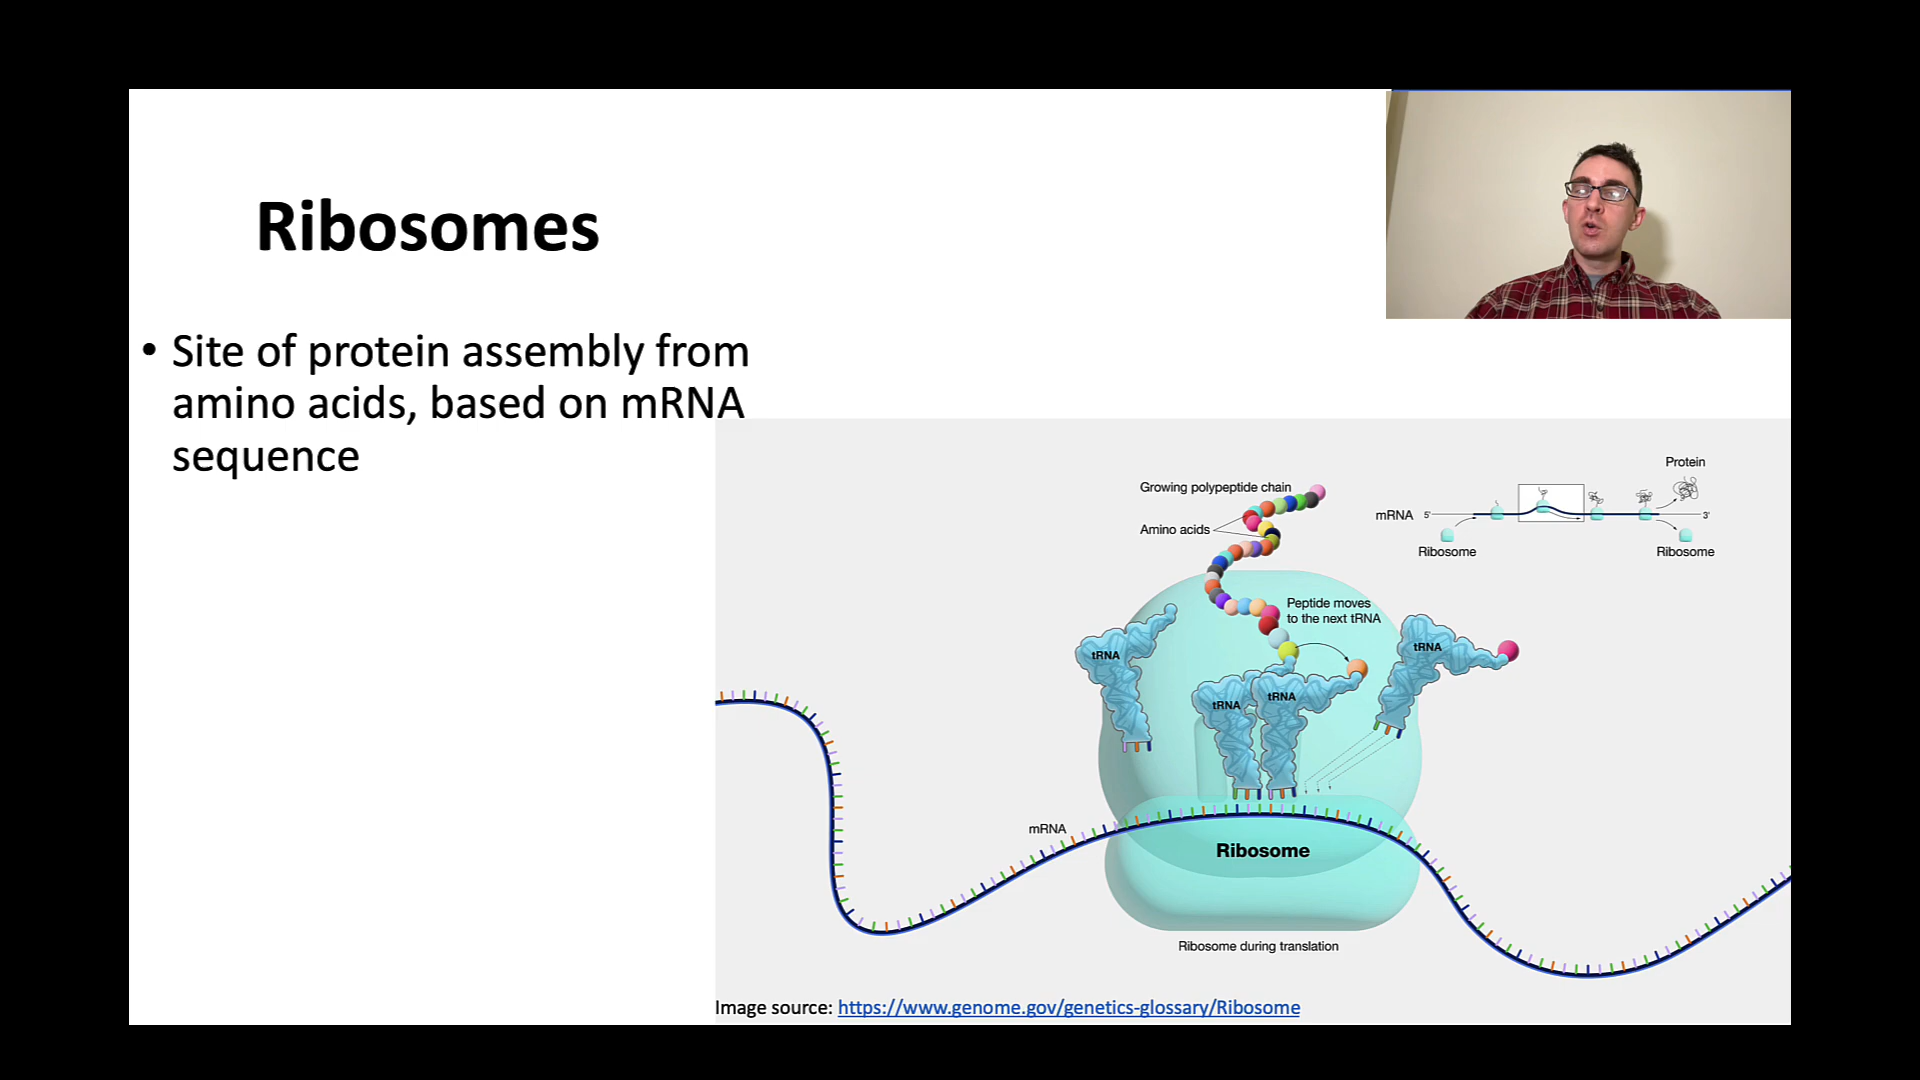 Ribosomes
• Site of protein assembly from
amino acids, based on mRNA
sequence
Growing polypeptide chain
Amino acids
Peptide moves
to the next tRNA
tRNA
tRNA
tRNA
tRNA
mRNA
Ribosome
Ribosome during translation
Protein
mRNA 5' 3'
Ribosome
Ribosome
Image source: https://www.genome.gov/genetics-glossary/Ribosome